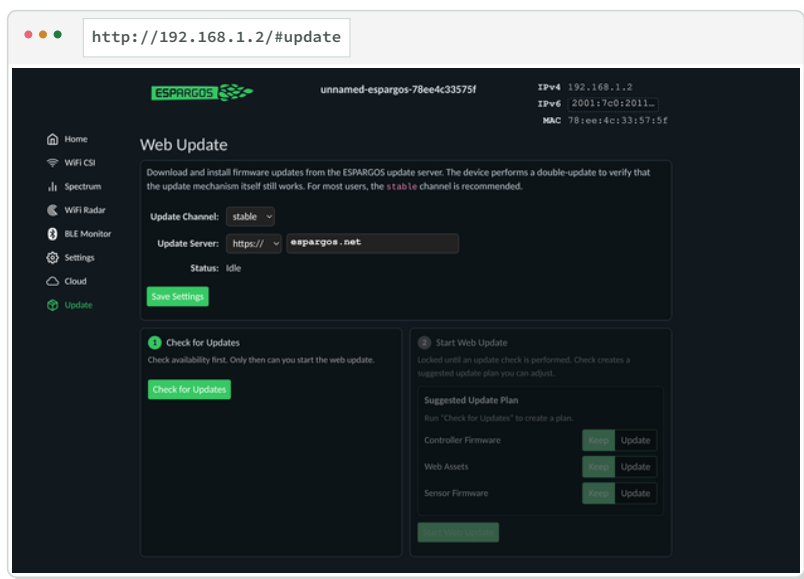 http://192.168.1.2/#update
ESPARGOS
unnamed-espargos-78ee4c33575f
IPv4 192.168.1.2
IPv6 2001:7c0:2011…
MAC 78:ee:4c:33:57:5f
Home
WiFi CSI
Spectrum
WiFi Radar
BLE Monitor
Settings
Cloud
Update
Web Update
Download and install firmware updates from the ESPARGOS update server. The device performs a double-update to verify that
the update mechanism itself still works. For most users, the stable channel is recommended.
Update Channel: stable
Update Server: https:// espargos.net
Status: Idle
Save Settings
1 Check for Updates
Check availability first. Only then can you start the web update.
Check for Updates
2 Start Web Update
Locked until an update check is performed. Check creates a
suggested update plan you can adjust.
Suggested Update Plan
Run "Check for Updates" to create a plan.
Controller Firmware Keep Update
Web Assets Keep Update
Sensor Firmware Keep Update
Start Web Update